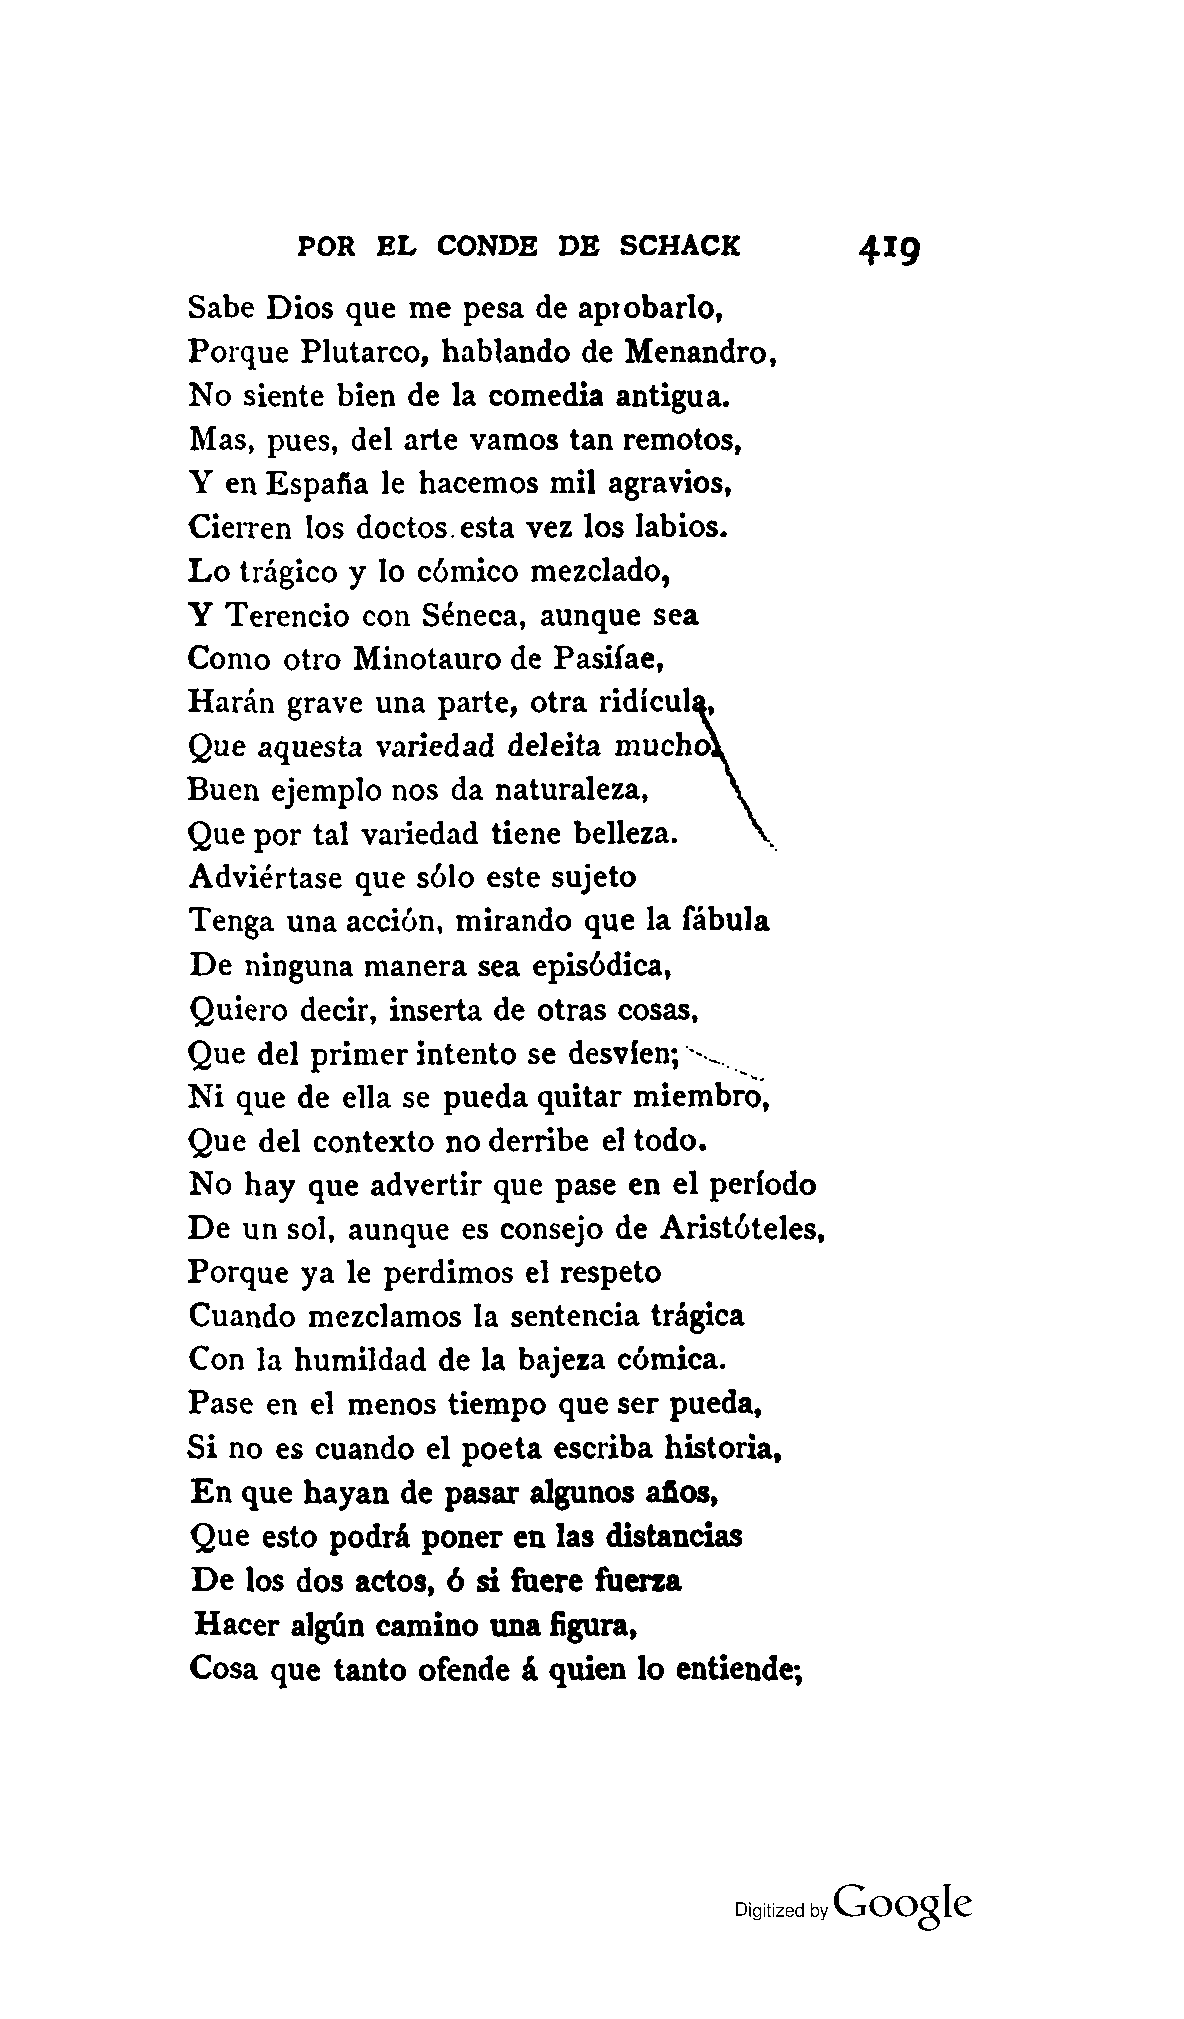 POR EL CONDE DE SCHACK 419
Sabe Dios que me pesa de aprobarlo,
Porque Plutarco, hablando de Menandro,
No siente bien de la comedia antigua.
Mas, pues, del arte vamos tan remotos,
Y en España le hacemos mil agravios,
Cierren los doctos esta vez los labios.
Lo trágico y lo cómico mezclado,
Y Terencio con Séneca, aunque sea
Como otro Minotauro de Pasifae,
Harán grave una parte, otra ridícula,
Que aquesta variedad deleita mucho.
Buen ejemplo nos da naturaleza,
Que por tal variedad tiene belleza.
Adviértase que sólo este sujeto
Tenga una acción, mirando que la fábula
De ninguna manera sea episódica,
Quiero decir, inserta de otras cosas,
Que del primer intento se desvíen;
Ni que de ella se pueda quitar miembro,
Que del contexto no derribe el todo.
No hay que advertir que pase en el período
De un sol, aunque es consejo de Aristóteles,
Porque ya le perdimos el respeto
Cuando mezclamos la sentencia trágica
Con la humildad de la bajeza cómica.
Pase en el menos tiempo que ser pueda,
Si no es cuando el poeta escriba historia,
En que hayan de pasar algunos años,
Que esto podrá poner en las distancias
De los dos actos, ó si fuere fuerza
Hacer algún camino una figura,
Cosa que tanto ofende á quien lo entiende;
Digitized by Google